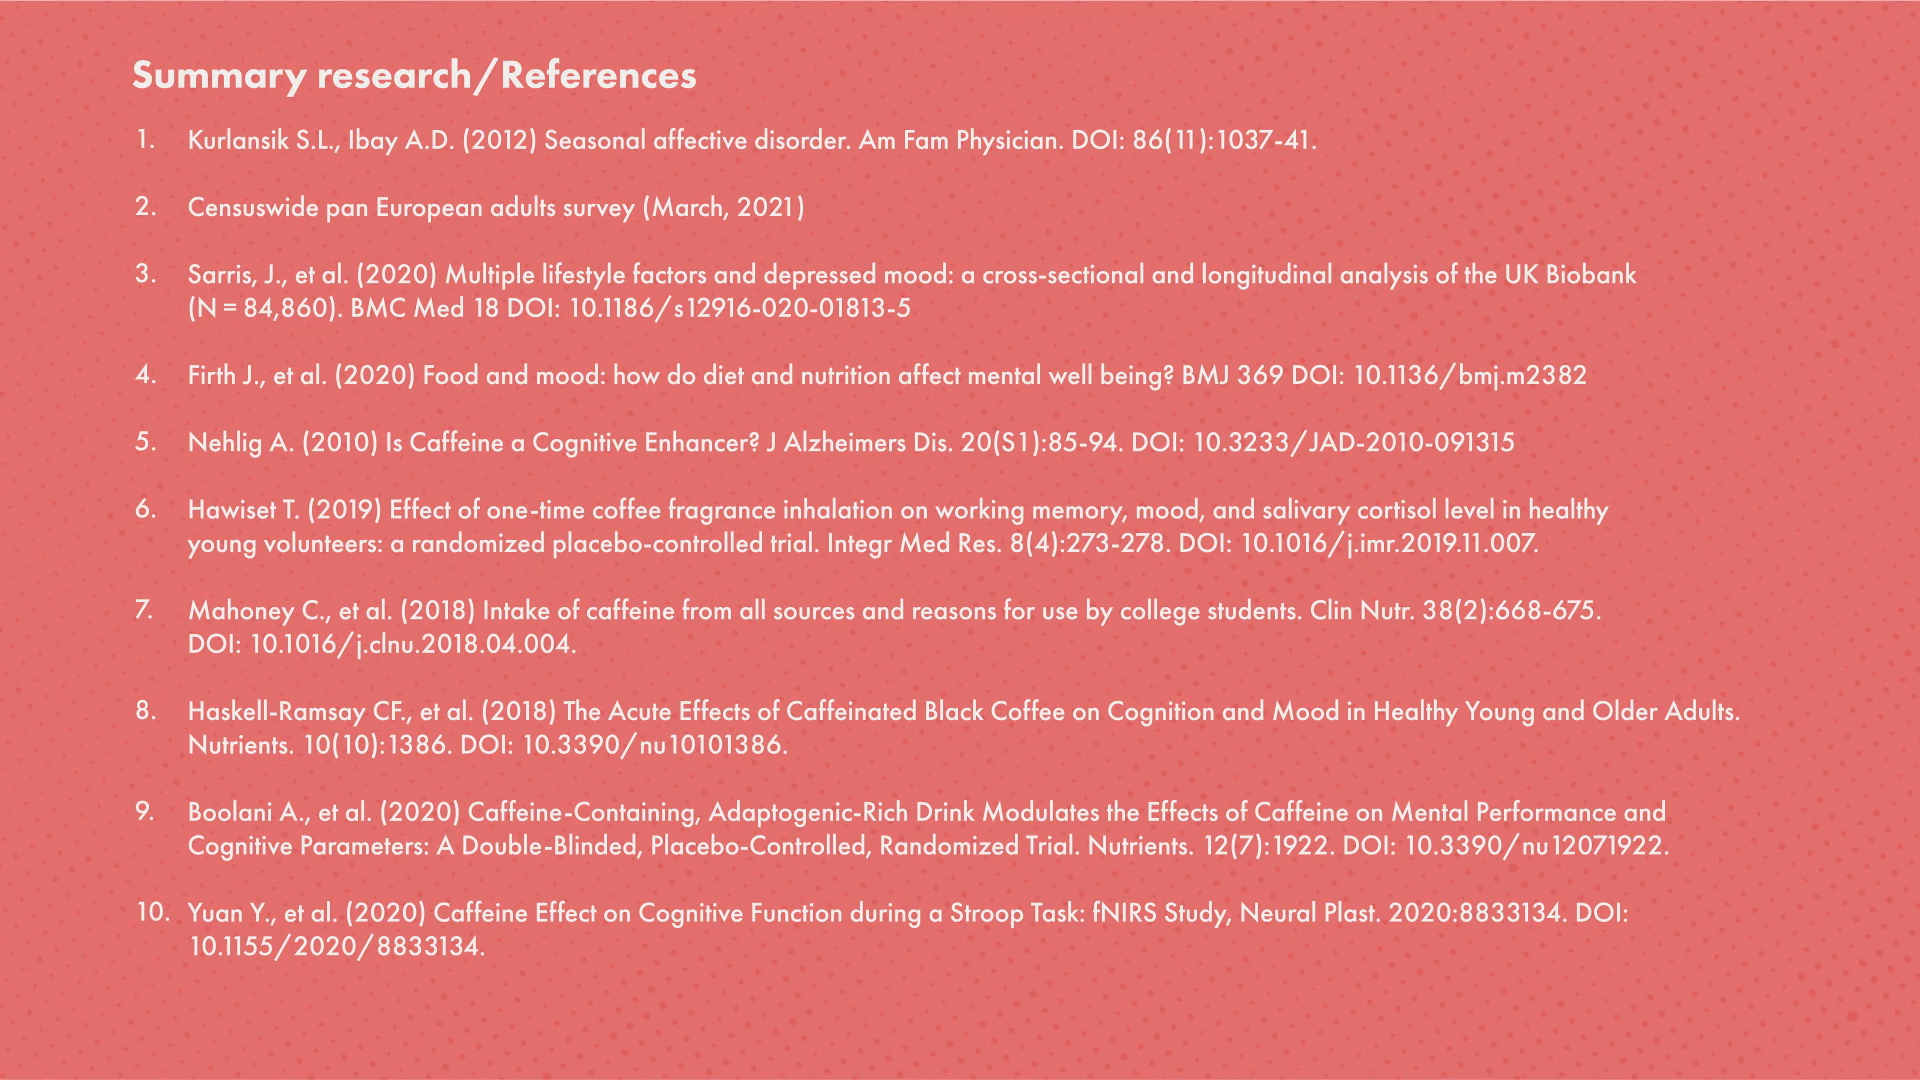 Summary research/References
1. Kurlansik S.L., Ibay A.D. (2012) Seasonal affective disorder. Am Fam Physician. DOI: 86(11):1037-41.
2. Censuswide pan European adults survey (March, 2021)
3. Sarris, J., et al. (2020) Multiple lifestyle factors and depressed mood: a cross-sectional and longitudinal analysis of the UK Biobank
(N = 84,860). BMC Med 18 DOI: 10.1186/s12916-020-01813-5
4. Firth J., et al. (2020) Food and mood: how do diet and nutrition affect mental well being? BMJ 369 DOI: 10.1136/bmj.m2382
5. Nehlig A. (2010) Is Caffeine a Cognitive Enhancer? J Alzheimers Dis. 20(S1):85-94. DOI: 10.3233/JAD-2010-091315
6. Hawiset T. (2019) Effect of one-time coffee fragrance inhalation on working memory, mood, and salivary cortisol level in healthy
young volunteers: a randomized placebo-controlled trial. Integr Med Res. 8(4):273-278. DOI: 10.1016/j.imr.2019.11.007.
7. Mahoney C., et al. (2018) Intake of caffeine from all sources and reasons for use by college students. Clin Nutr. 38(2):668-675.
DOI: 10.1016/j.clnu.2018.04.004.
8. Haskell-Ramsay CF., et al. (2018) The Acute Effects of Caffeinated Black Coffee on Cognition and Mood in Healthy Young and Older Adults.
Nutrients. 10(10):1386. DOI: 10.3390/nu10101386.
9. Boolani A., et al. (2020) Caffeine-Containing, Adaptogenic-Rich Drink Modulates the Effects of Caffeine on Mental Performance and
Cognitive Parameters: A Double-Blinded, Placebo-Controlled, Randomized Trial. Nutrients. 12(7):1922. DOI: 10.3390/nu12071922.
10. Yuan Y., et al. (2020) Caffeine Effect on Cognitive Function during a Stroop Task: fNIRS Study, Neural Plast. 2020:8833134. DOI:
10.1155/2020/8833134.